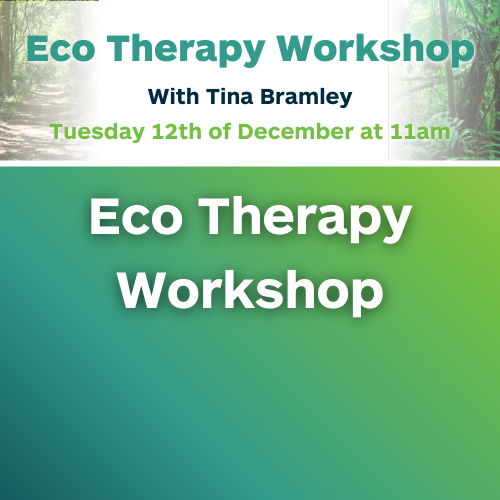 Eco Therapy Workshop
With Tina Bramley
Tuesday 12th of December at 11am
Eco Therapy
Workshop